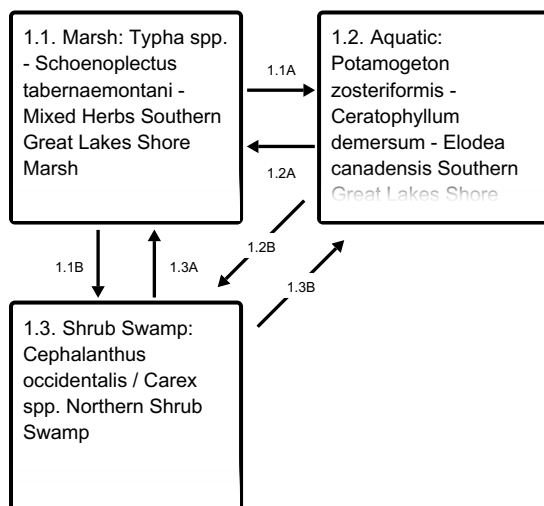 1.1. Marsh: Typha spp.
- Schoenoplectus
tabernaemontani -
Mixed Herbs Southern
Great Lakes Shore
Marsh
1.1A
1.2A
1.2. Aquatic:
Potamogeton
zosteriformis -
Ceratophyllum
demersum - Elodea
canadensis Southern
Great Lakes Shore
1.1B
1.3A
1.2B
1.3B
1.3. Shrub Swamp:
Cephalanthus
occidentalis / Carex
spp. Northern Shrub
Swamp